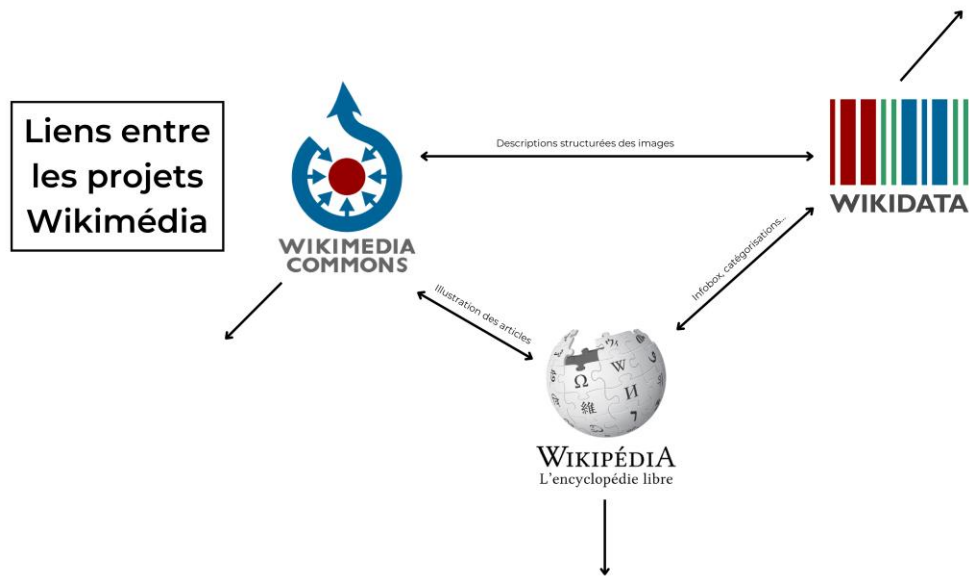 Liens entre
les projets
Wikimédia
Descriptions structurées des images
WIKIMEDIA
COMMONS
WIKIDATA
Illustration des articles
Infobox, catégorisations...
Ω
W
維
И
WIKIPÉDIA
L'encyclopédie libre